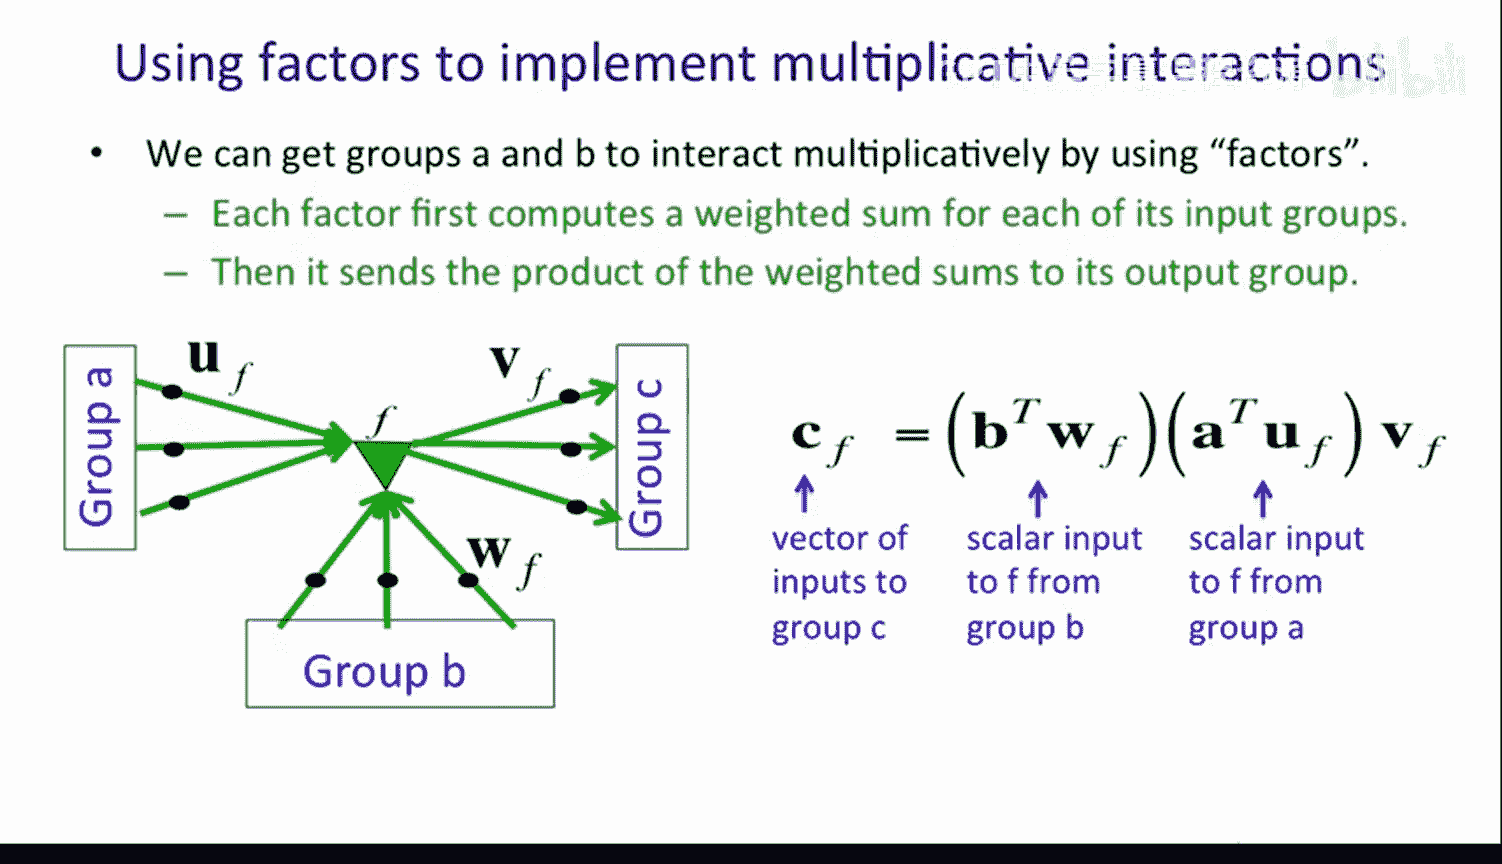 Using factors to implement multiplicative interactions
bilibili
• We can get groups a and b to interact multiplicatively by using “factors”.
– Each factor first computes a weighted sum for each of its input groups.
– Then it sends the product of the weighted sums to its output group.
Group a
u_f
f
v_f
Group c
w_f
Group b
c_f = (b^T w_f)(a^T u_f) v_f
vector of
inputs to
group c
scalar input
to f from
group b
scalar input
to f from
group a